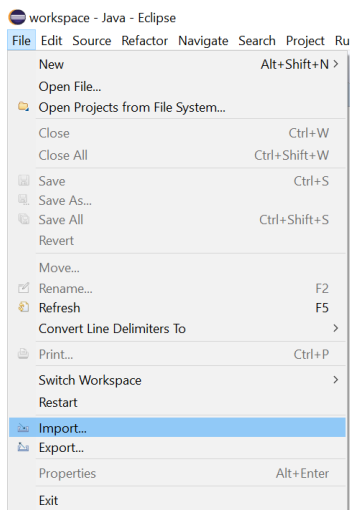 workspace - Java - Eclipse
File Edit Source Refactor Navigate Search Project Ru
New Alt+Shift+N >
Open File...
Open Projects from File System...
Close Ctrl+W
Close All Ctrl+Shift+W
Save Ctrl+S
Save As...
Save All Ctrl+Shift+S
Revert
Move...
Rename... F2
Refresh F5
Convert Line Delimiters To >
Print... Ctrl+P
Switch Workspace >
Restart
Import...
Export...
Properties Alt+Enter
Exit